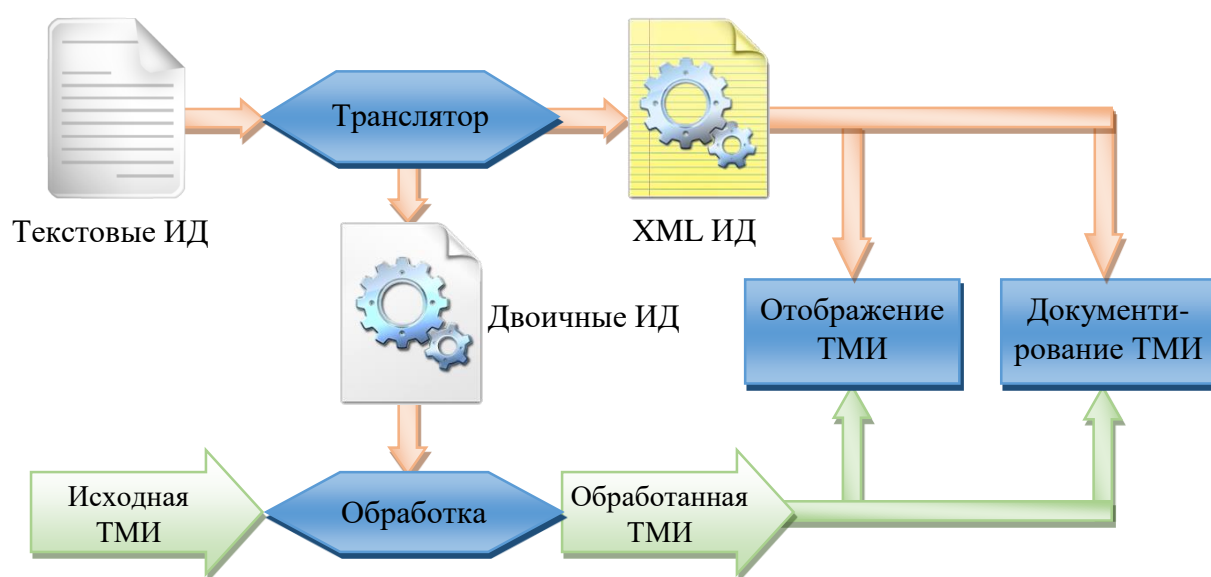 Транслятор
Текстовые ИД
XML ИД
Двоичные ИД
Отображение
ТМИ
Документи-
рование ТМИ
Исходная
ТМИ
Обработка
Обработанная
ТМИ